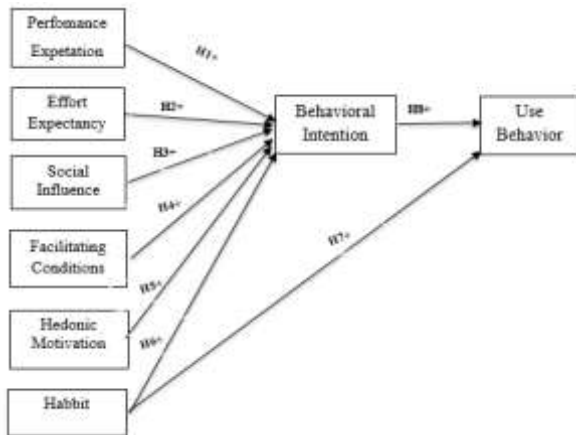 Perfomance
Expetation
H1+
Effort
Expectancy
H2+
Behavioral
Intention
H8+
Use
Behavior
Social
Influence
H3+
H4+
Facilitating
Conditions
H7+
H5+
Hedonic
Motivation
H6+
Habbit